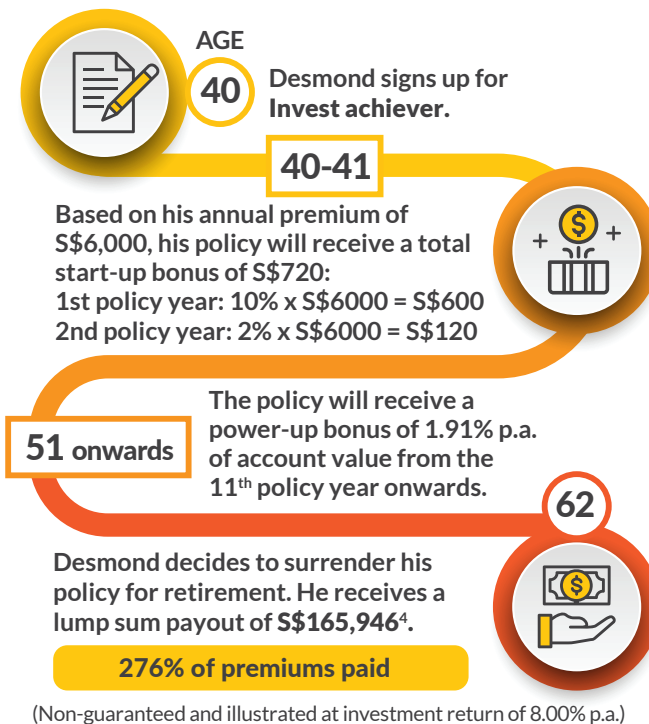 AGE
40
Desmond signs up for
Invest achiever.
40-41
Based on his annual premium of
S$6,000, his policy will receive a total
start-up bonus of S$720:
1st policy year: 10% x S$6000 = S$600
2nd policy year: 2% x S$6000 = S$120
51 onwards
The policy will receive a
power-up bonus of 1.91% p.a.
of account value from the
11th policy year onwards.
62
Desmond decides to surrender his
policy for retirement. He receives a
lump sum payout of S$165,946⁴.
276% of premiums paid
(Non-guaranteed and illustrated at investment return of 8.00% p.a.)